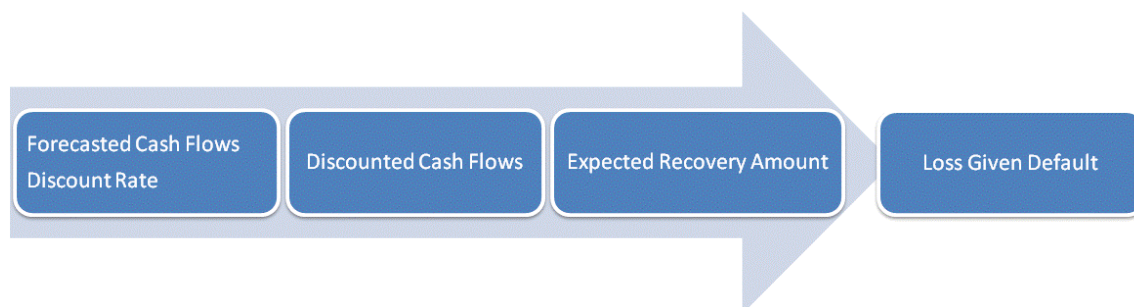 Forecasted Cash Flows
Discount Rate
Discounted Cash Flows
Expected Recovery Amount
Loss Given Default